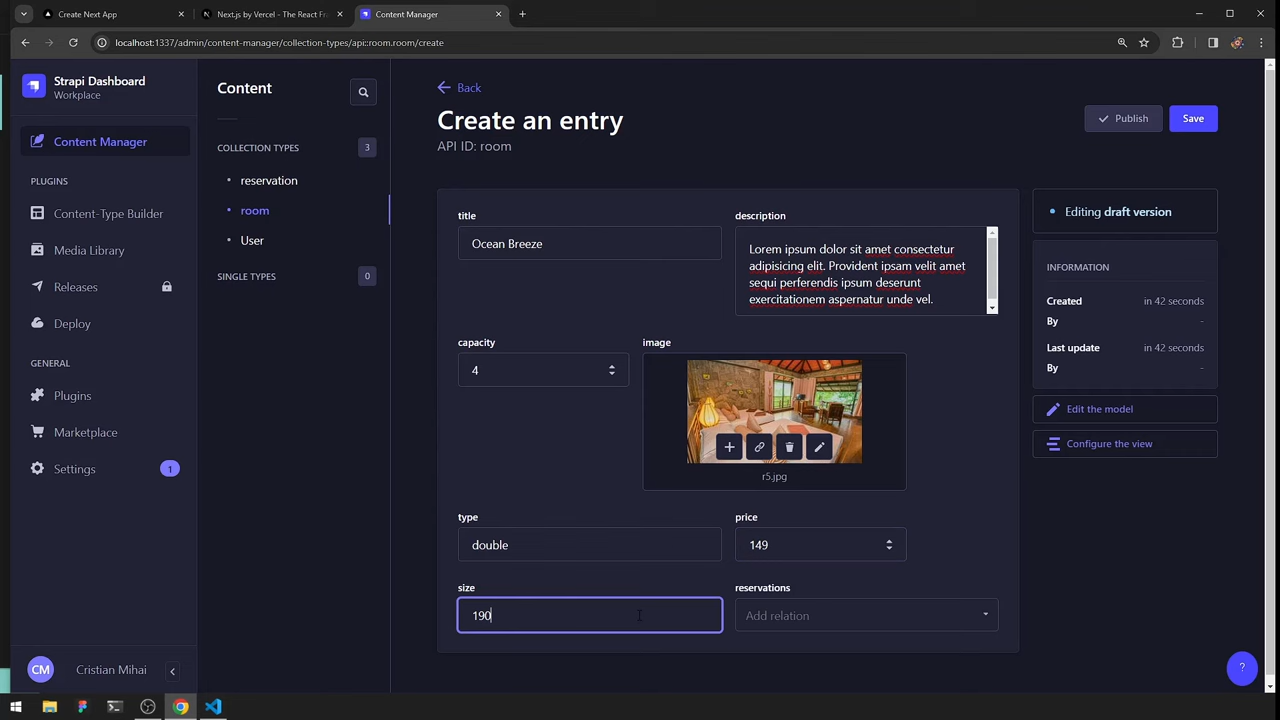 Create Next App
Next.js by Vercel - The React Fr
Content Manager
localhost:1337/admin/content-manager/collection-types/api::room.room/create
Strapi Dashboard
Workplace
Content Manager
PLUGINS
Content-Type Builder
Media Library
Releases
Deploy
GENERAL
Plugins
Marketplace
Settings
1
CM
Cristian Mihai
Content
COLLECTION TYPES
3
reservation
room
User
SINGLE TYPES
0
Back
Create an entry
API ID: room
Publish
Save
title
Ocean Breeze
description
Lorem ipsum dolor sit amet consectetur
adipisicing elit. Provident ipsam velit amet
sequi perferendis ipsum deserunt
exercitationem aspernatur unde vel.
capacity
4
image
r5.jpg
type
double
price
149
size
190
reservations
Add relation
Editing draft version
INFORMATION
Created
in 42 seconds
By
-
Last update
in 42 seconds
By
-
Edit the model
Configure the view
?